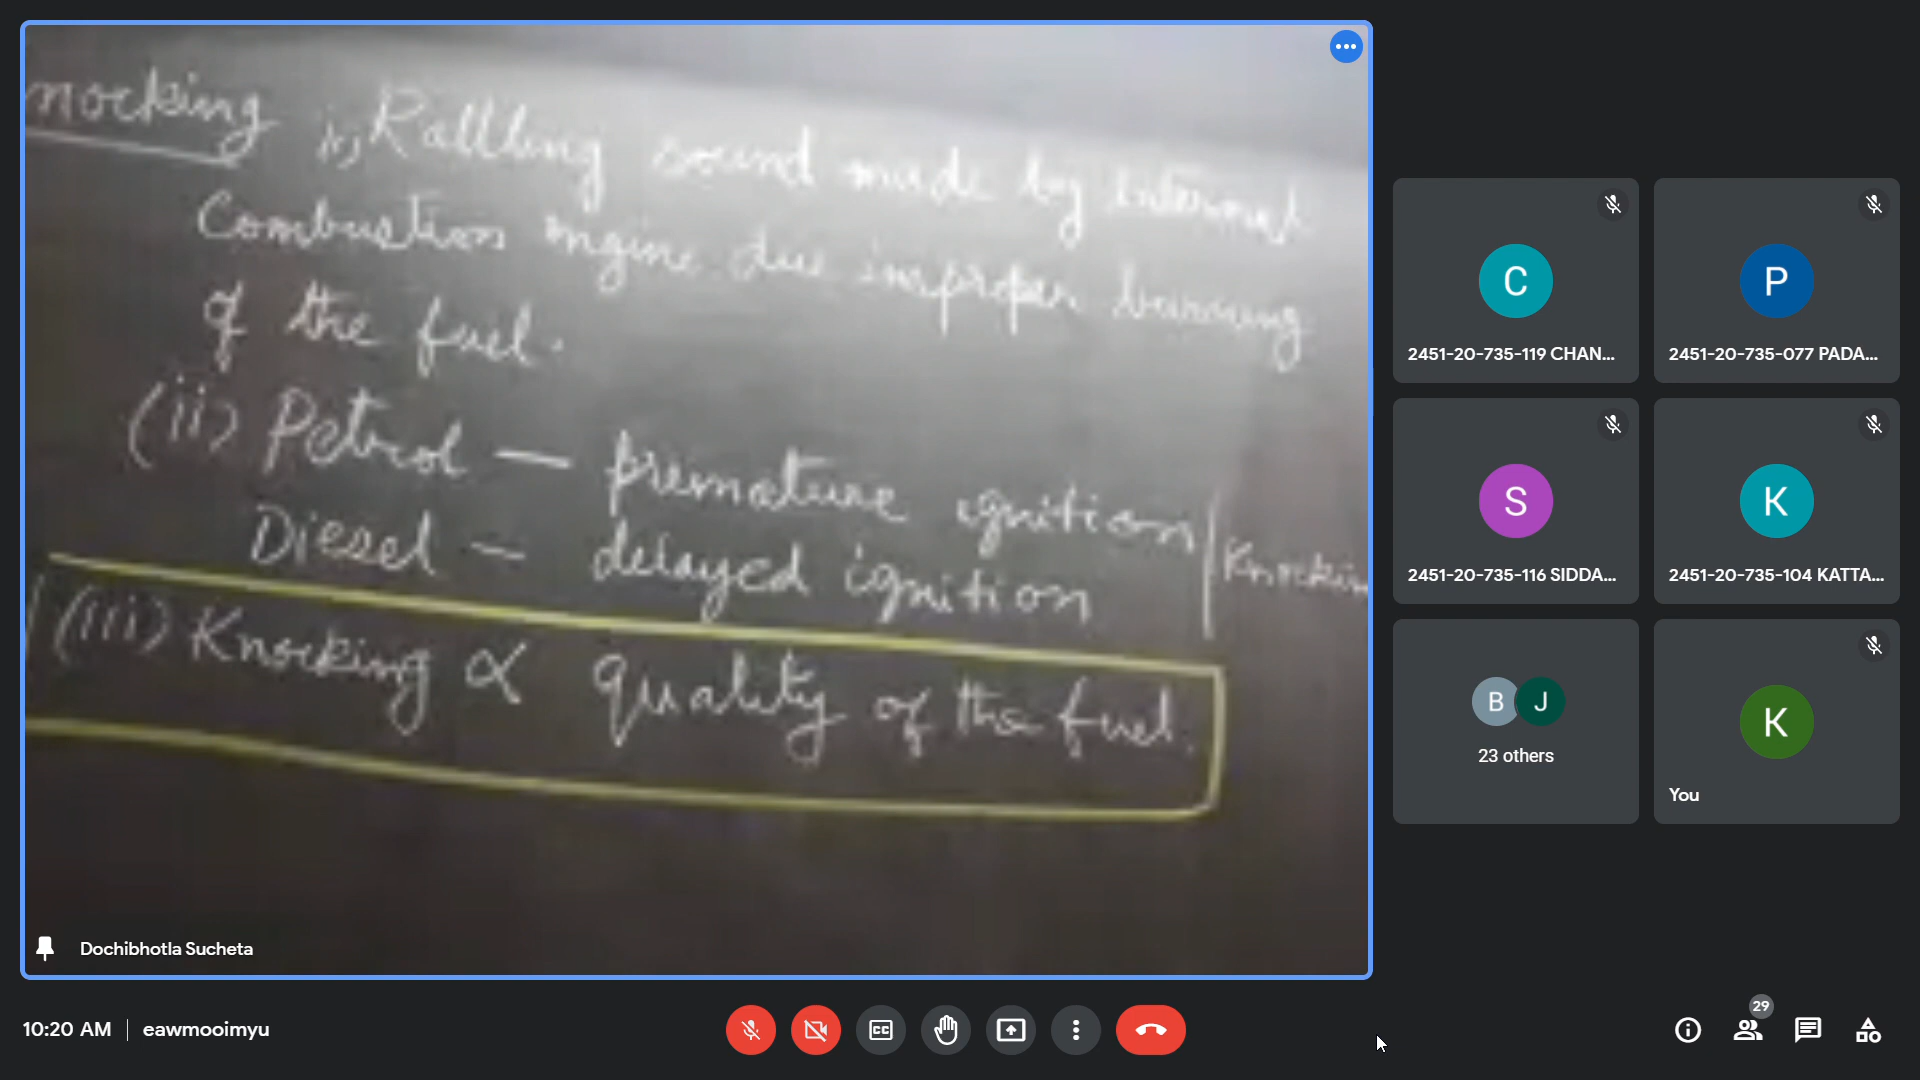 nocking i, Rattling sound made by internal
Combustion engine due improper burning
of the fuel.
(ii) Petrol — premature ignition
Diesel — delayed ignition
Knockin
(iii) Knocking ∝ quality of the fuel.
Dochibhotla Sucheta
2451-20-735-119 CHAN...
2451-20-735-077 PADA...
2451-20-735-116 SIDDA...
2451-20-735-104 KATTA...
C
P
S
K
B J
23 others
K
You
10:20 AM | eawmooimyu
CC
29